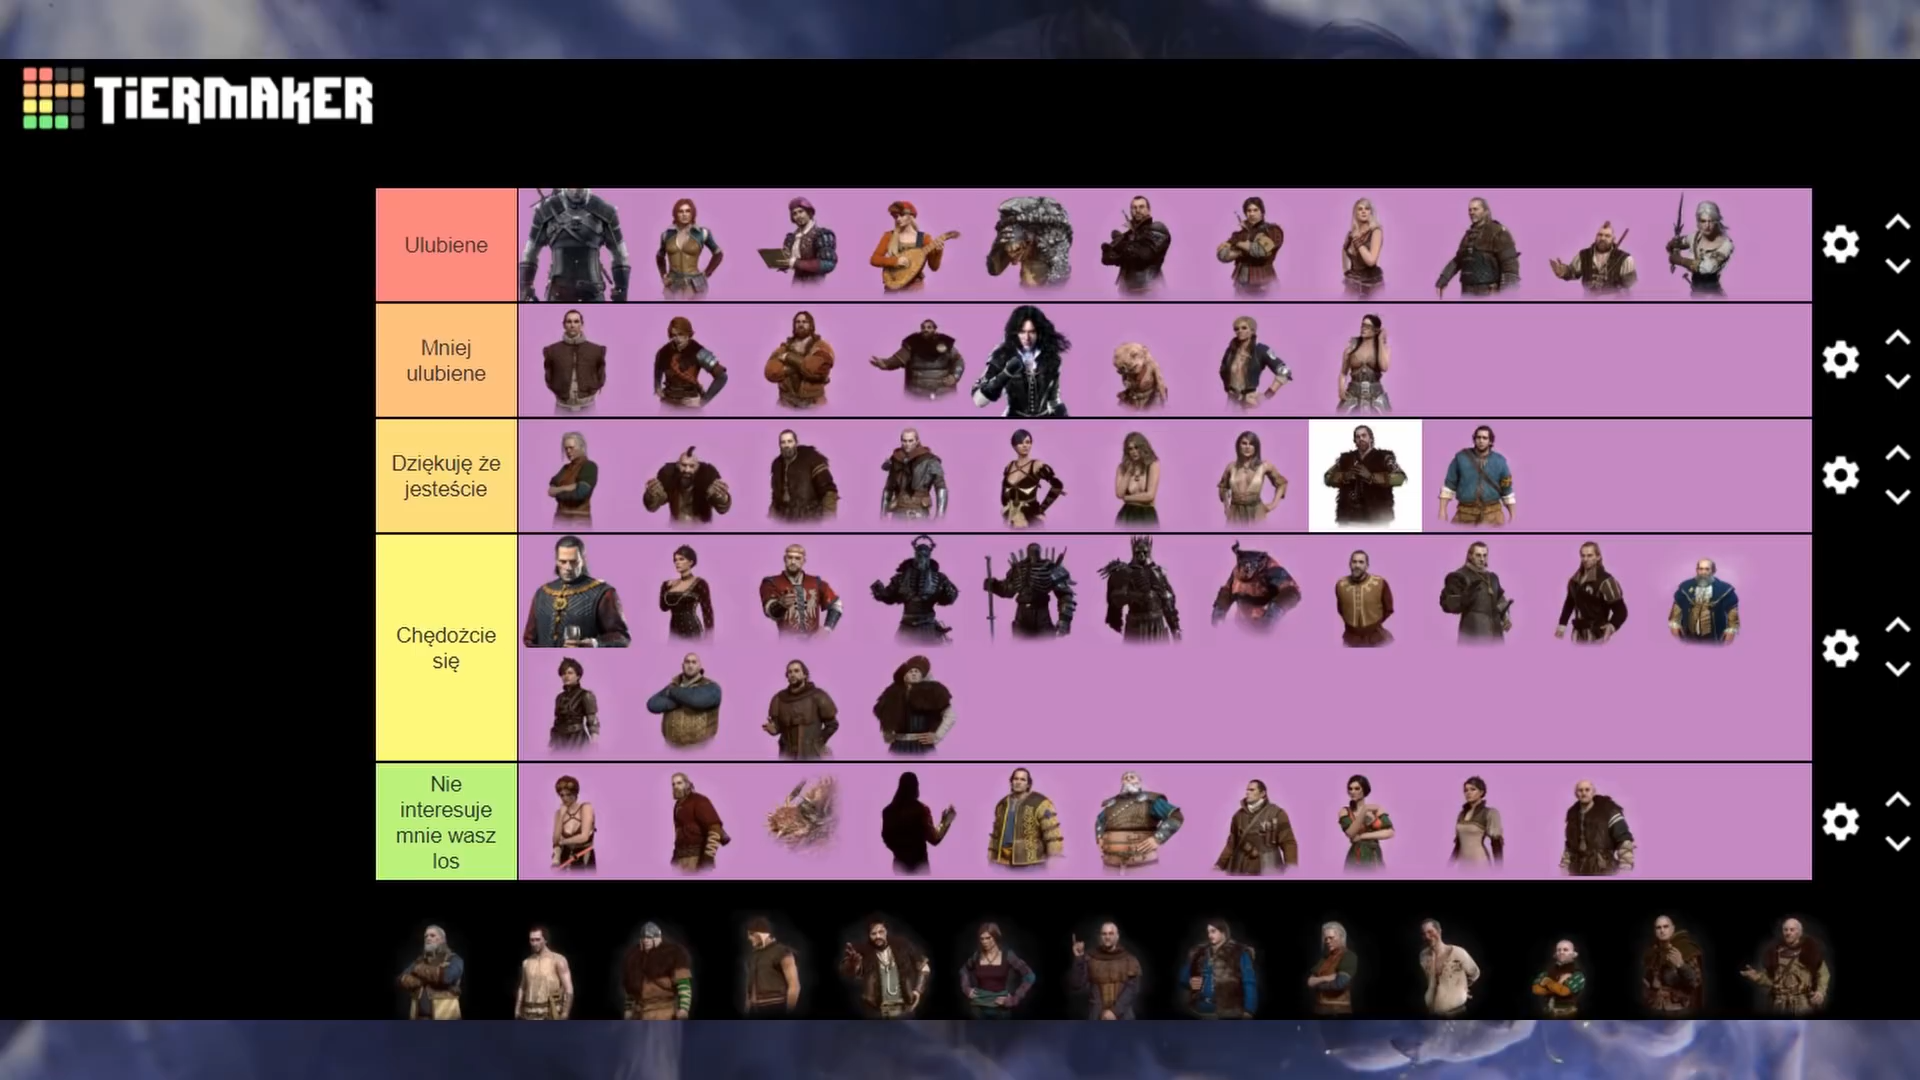 TiERMAKER
Ulubiene
Mniej
ulubiene
Dziękuję że
jesteście
Chędożcie
się
Nie
interesuje
mnie wasz
los